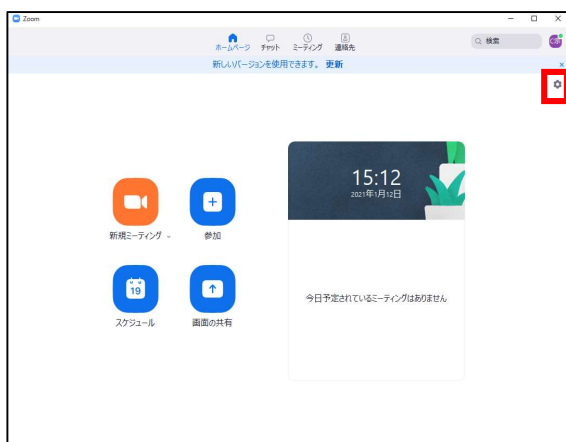 Zoom
ホームページ チャット ミーティング 連絡先
検索
新しいバージョンを使用できます。 更新
15:12
2021年1月12日
新規ミーティング
参加
19
スケジュール
画面の共有
今日予定されているミーティングはありません